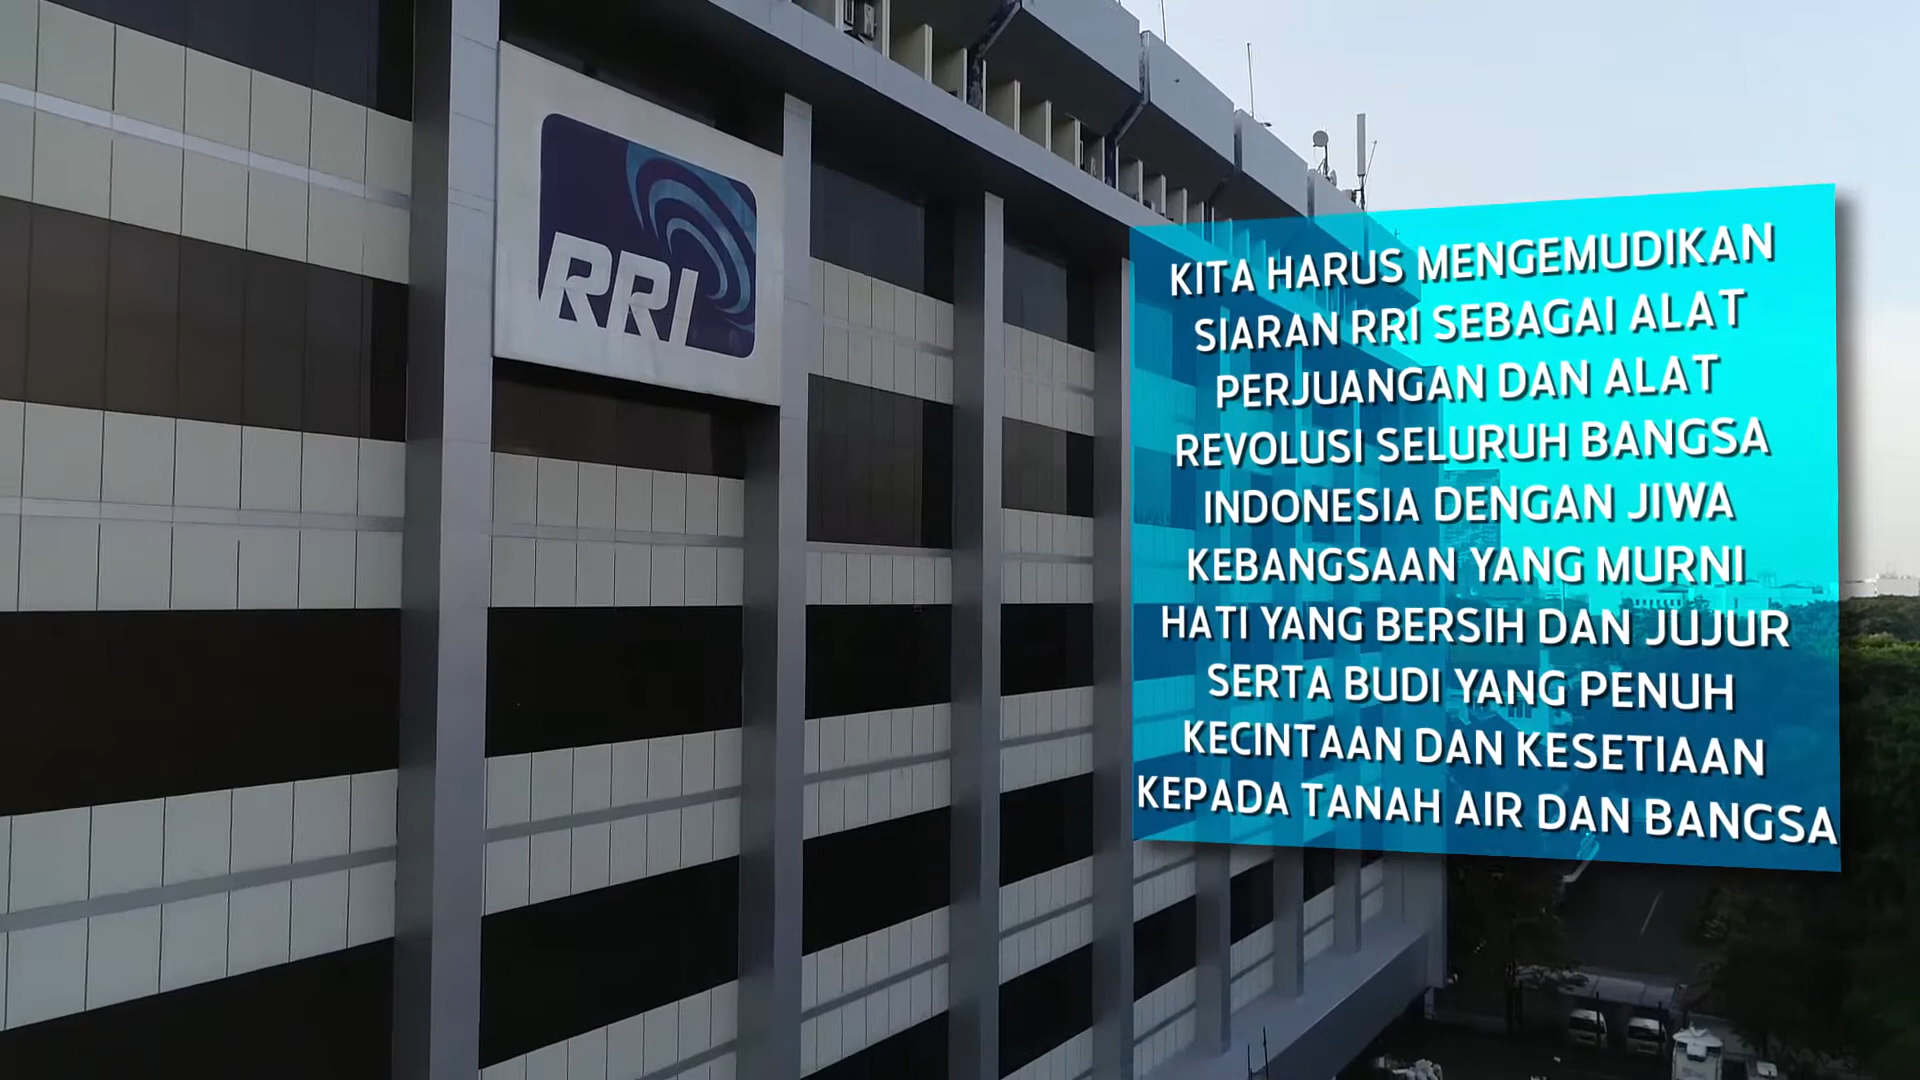 RRI
KITA HARUS MENGEMUDIKAN
SIARAN RRI SEBAGAI ALAT
PERJUANGAN DAN ALAT
REVOLUSI SELURUH BANGSA
INDONESIA DENGAN JIWA
KEBANGSAAN YANG MURNI
HATI YANG BERSIH DAN JUJUR
SERTA BUDI YANG PENUH
KECINTAAN DAN KESETIAAN
KEPADA TANAH AIR DAN BANGSA